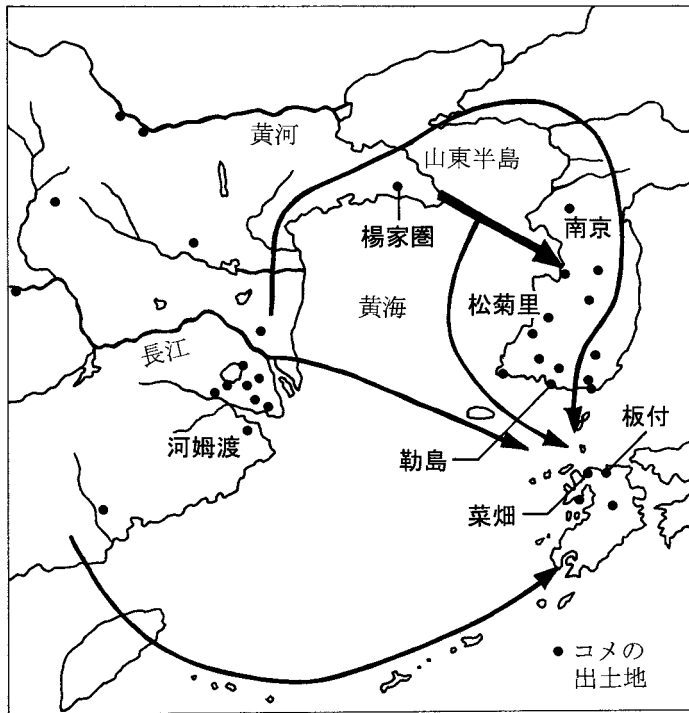 黄河
山東半島
楊家圏
南京
黄海
松菊里
長江
河姆渡
勒島
板付
菜畑
● コメの
出土地